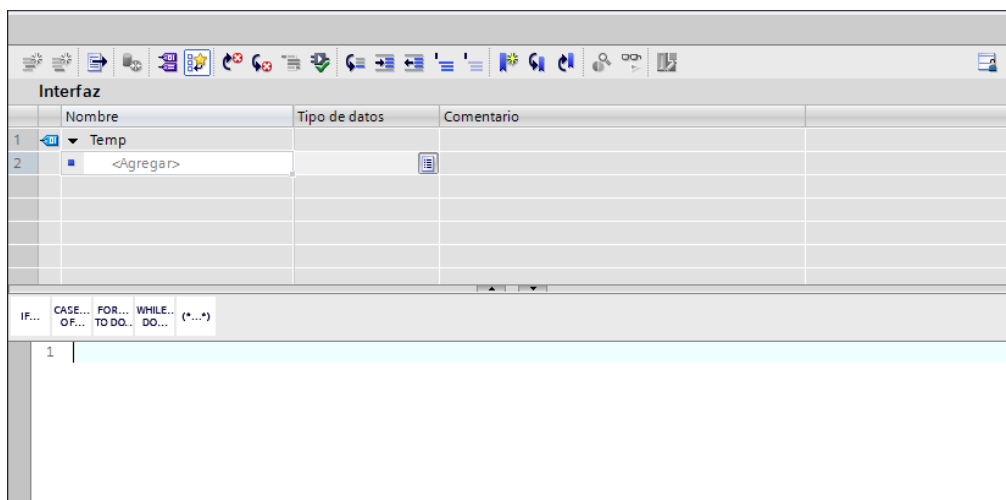 Interfaz
Nombre Tipo de datos Comentario
1 Temp
2 <Agregar>
IF... CASE... OF... FOR... TO DO.. WHILE.. DO... (*...*)
1